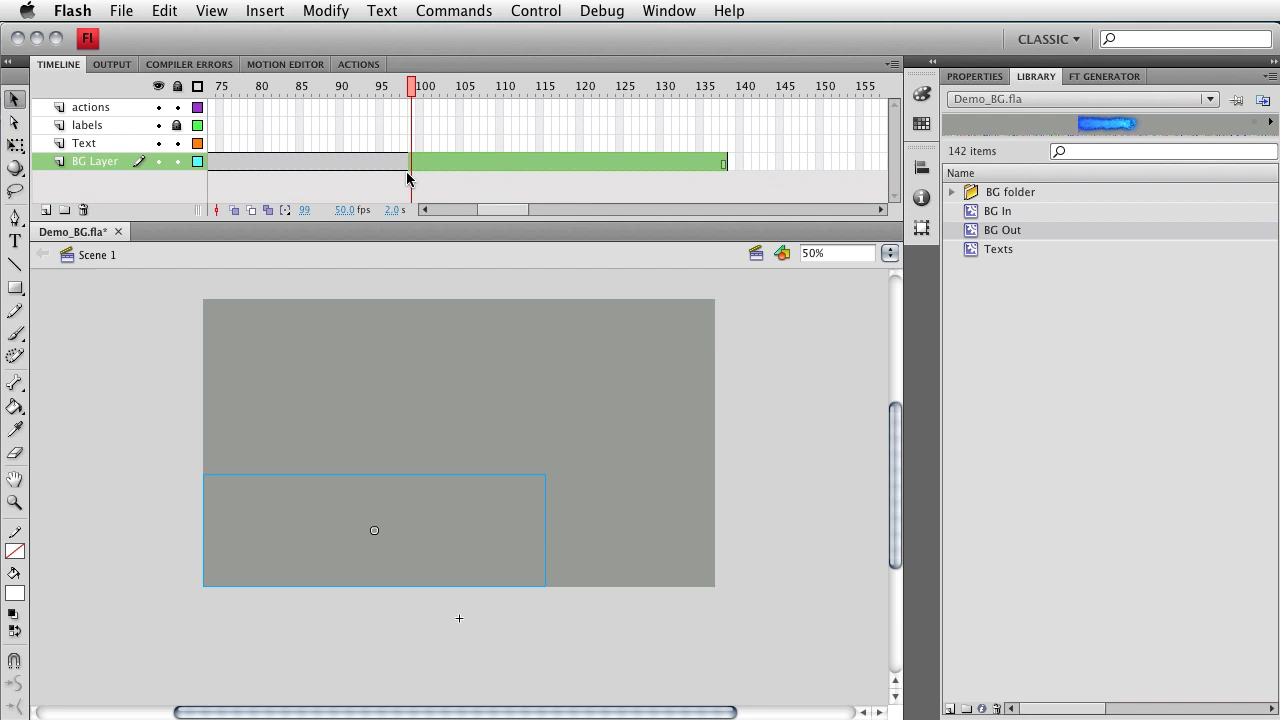 Flash File Edit View Insert Modify Text Commands Control Debug Window Help
Fl CLASSIC
TIMELINE OUTPUT COMPILER ERRORS MOTION EDITOR ACTIONS
75 80 85 90 95 100 105 110 115 120 125 130 135 140 145 150 155
actions
labels
Text
BG Layer
99 50.0 fps 2.0 s
Demo_BG.fla*
Scene 1 50%
T
PROPERTIES LIBRARY FT GENERATOR
Demo_BG.fla
142 items
Name
BG folder
BG In
BG Out
Texts